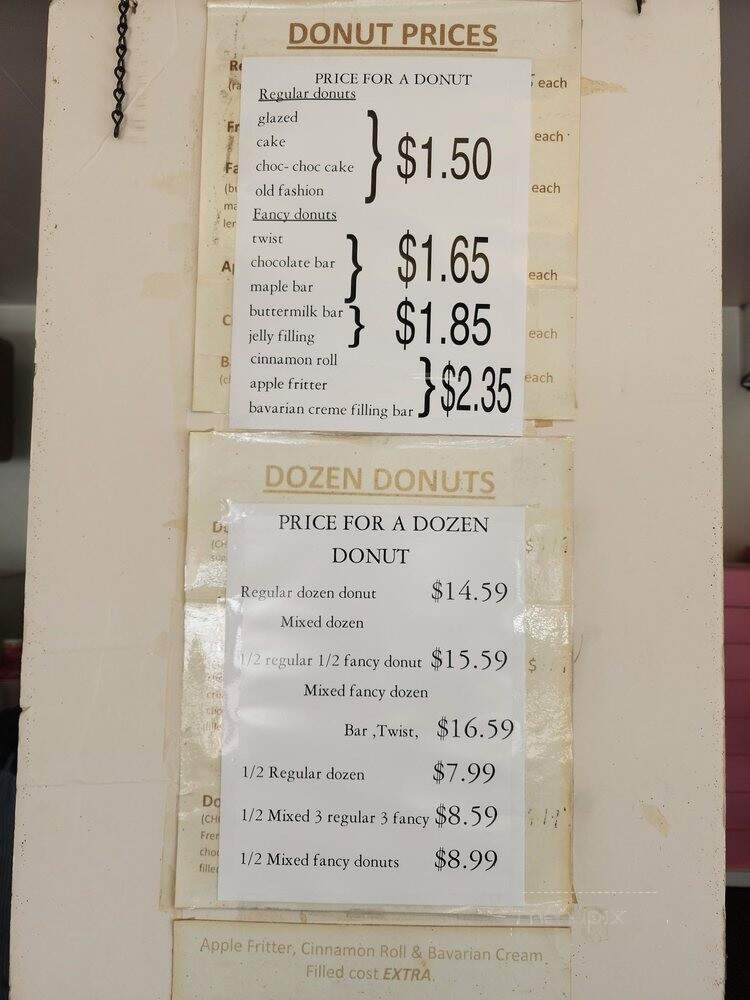 DONUT PRICES
PRICE FOR A DONUT
Regular donuts
each
glazed
cake
choc- choc cake
old fashion
$1.50
each
each
Fancy donuts
twist
chocolate bar
maple bar
$1.65
each
buttermilk bar
jelly filling
$1.85
each
cinnamon roll
apple fritter
bavarian creme filling bar
$2.35
each
DOZEN DONUTS
PRICE FOR A DOZEN
DONUT
Regular dozen donut $14.59
Mixed dozen
1/2 regular 1/2 fancy donut $15.59
Mixed fancy dozen
Bar ,Twist, $16.59
1/2 Regular dozen $7.99
1/2 Mixed 3 regular 3 fancy $8.59
1/2 Mixed fancy donuts $8.99
Apple Fritter, Cinnamon Roll & Bavarian Cream
Filled cost EXTRA.